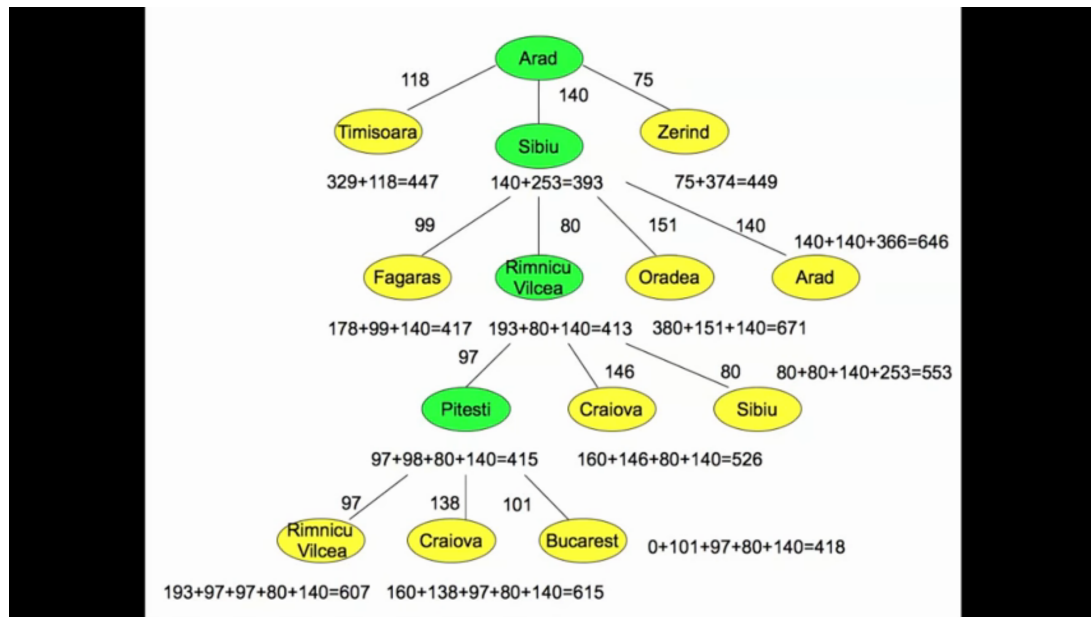 Arad
118
140
75
Timisoara
Sibiu
Zerind
329+118=447
140+253=393
75+374=449
99
80
151
140
140+140+366=646
Fagaras
Rimnicu
Vilcea
Oradea
Arad
178+99+140=417
193+80+140=413
380+151+140=671
97
146
80
80+80+140+253=553
Pitesti
Craiova
Sibiu
97+98+80+140=415
160+146+80+140=526
97
138
101
Rimnicu
Vilcea
Craiova
Bucarest
0+101+97+80+140=418
193+97+97+80+140=607
160+138+97+80+140=615